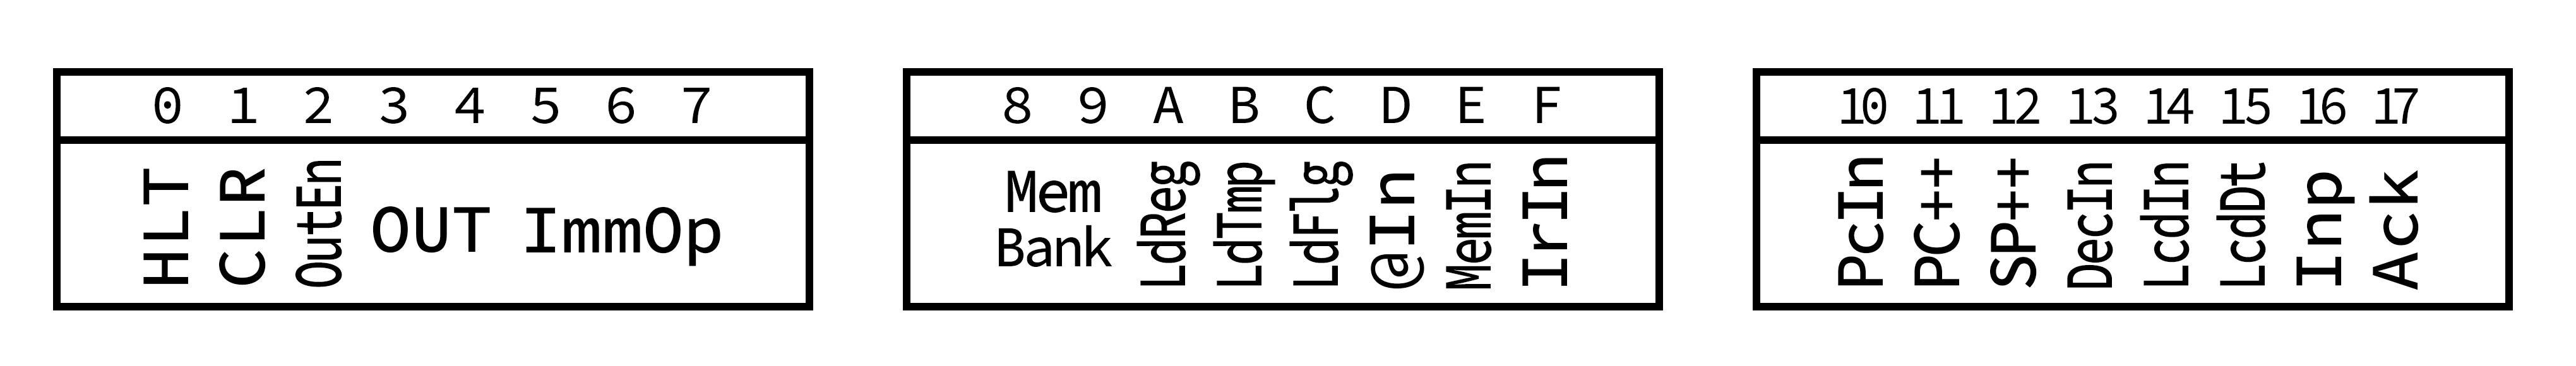 0 1 2 3 4 5 6 7
HLT CLR OutEn OUT ImmOp
8 9 A B C D E F
Mem
Bank
LdReg LdTmp LdFlg @In MemIn IrIn
10 11 12 13 14 15 16 17
PcIn PC++ SP++ DecIn LcdIn LcdDt Inp Ack